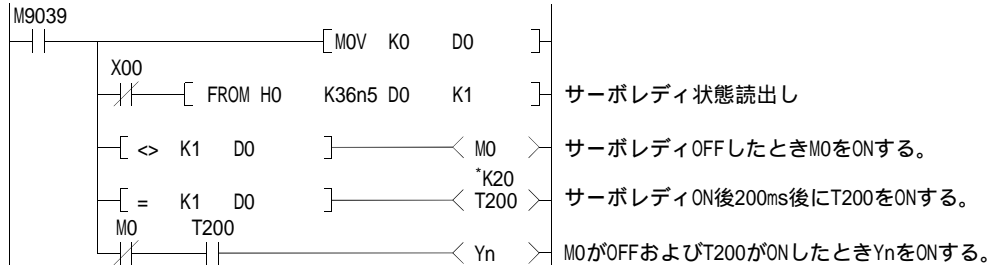 M9039
MOV K0 D0
X00
FROM H0 K36n5 D0 K1 サーボレディ状態読出し
<> K1 D0 M0 サーボレディOFFしたときM0をONする。
*K20
= K1 D0 T200 サーボレディON後200ms後にT200をONする。
M0 T200
Yn M0がOFFおよびT200がONしたときYnをONする。